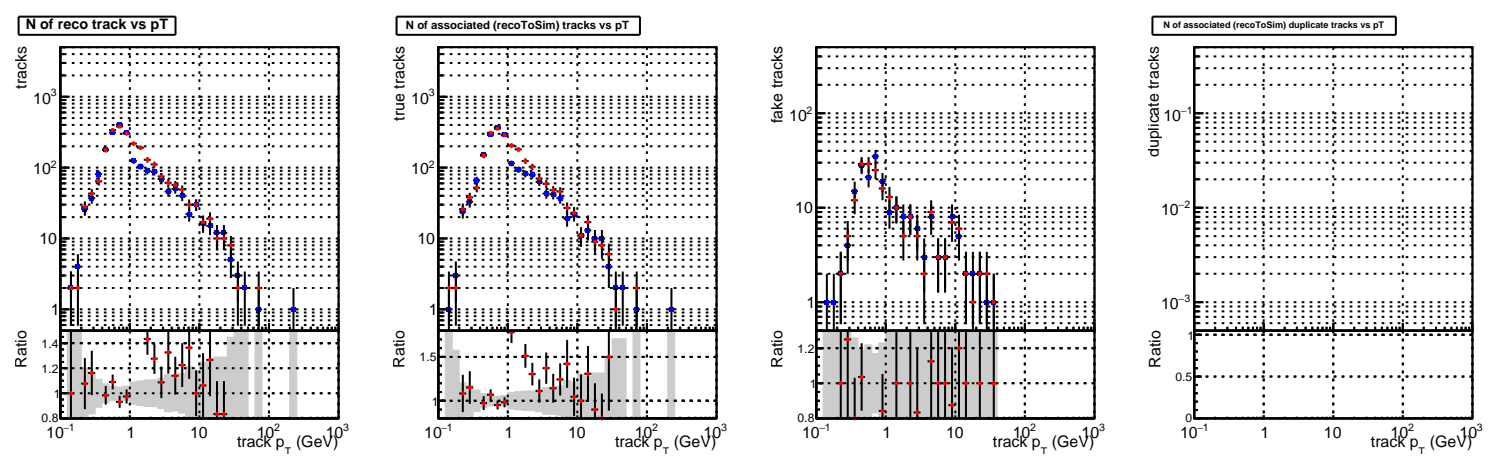 N of reco track vs pT
tracks
10³
10²
10
1
Ratio
1.4
1.2
1
0.8
10⁻¹ 1 10 10² 10³
track p_T (GeV)
N of associated (recoToSim) tracks vs pT
true tracks
10³
10²
10
1
Ratio
1.5
1
10⁻¹ 1 10 10² 10³
track p_T (GeV)
fake tracks
10²
10
1
Ratio
1.2
1
0.8
10⁻¹ 1 10 10² 10³
track p_T (GeV)
N of associated (recoToSim) duplicate tracks vs pT
duplicate tracks
10⁻¹
10⁻²
10⁻³
Ratio
1
0.5
0
10⁻¹ 1 10 10² 10³
track p_T (GeV)